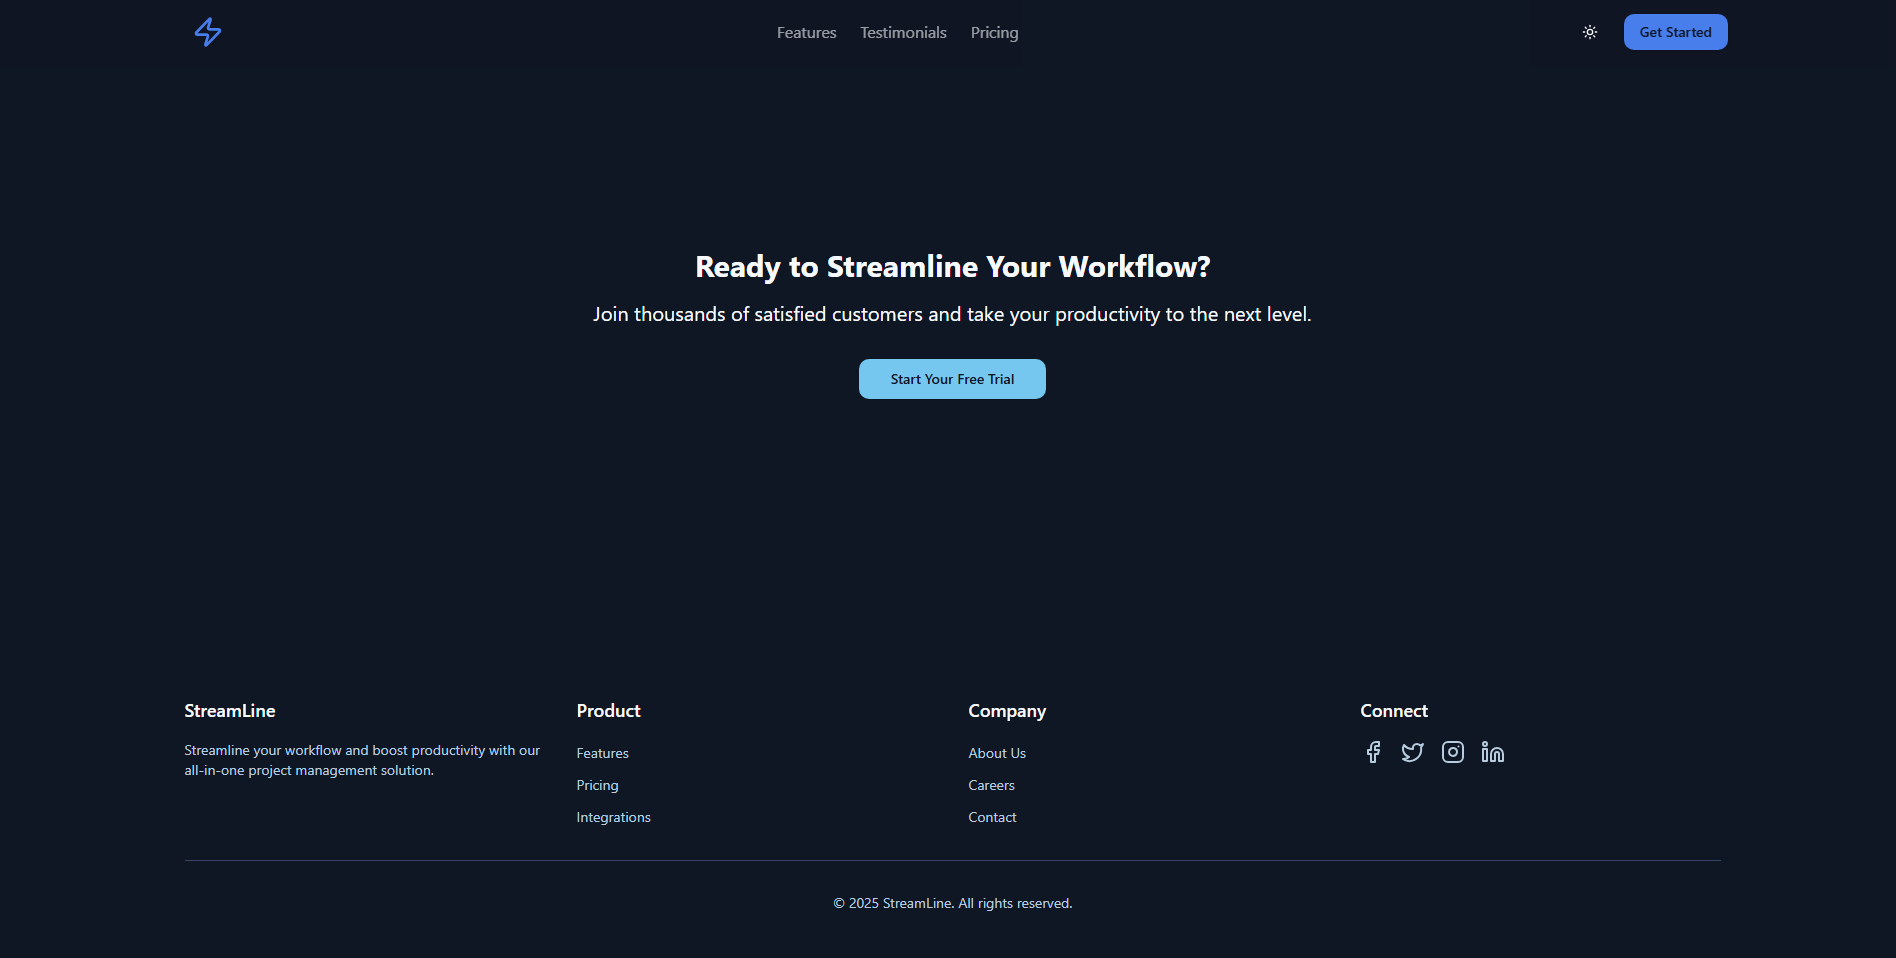 Features Testimonials Pricing Get Started
Ready to Streamline Your Workflow?
Join thousands of satisfied customers and take your productivity to the next level.
Start Your Free Trial
StreamLine
Streamline your workflow and boost productivity with our
all-in-one project management solution.
Product
Features
Pricing
Integrations
Company
About Us
Careers
Contact
Connect
© 2025 StreamLine. All rights reserved.